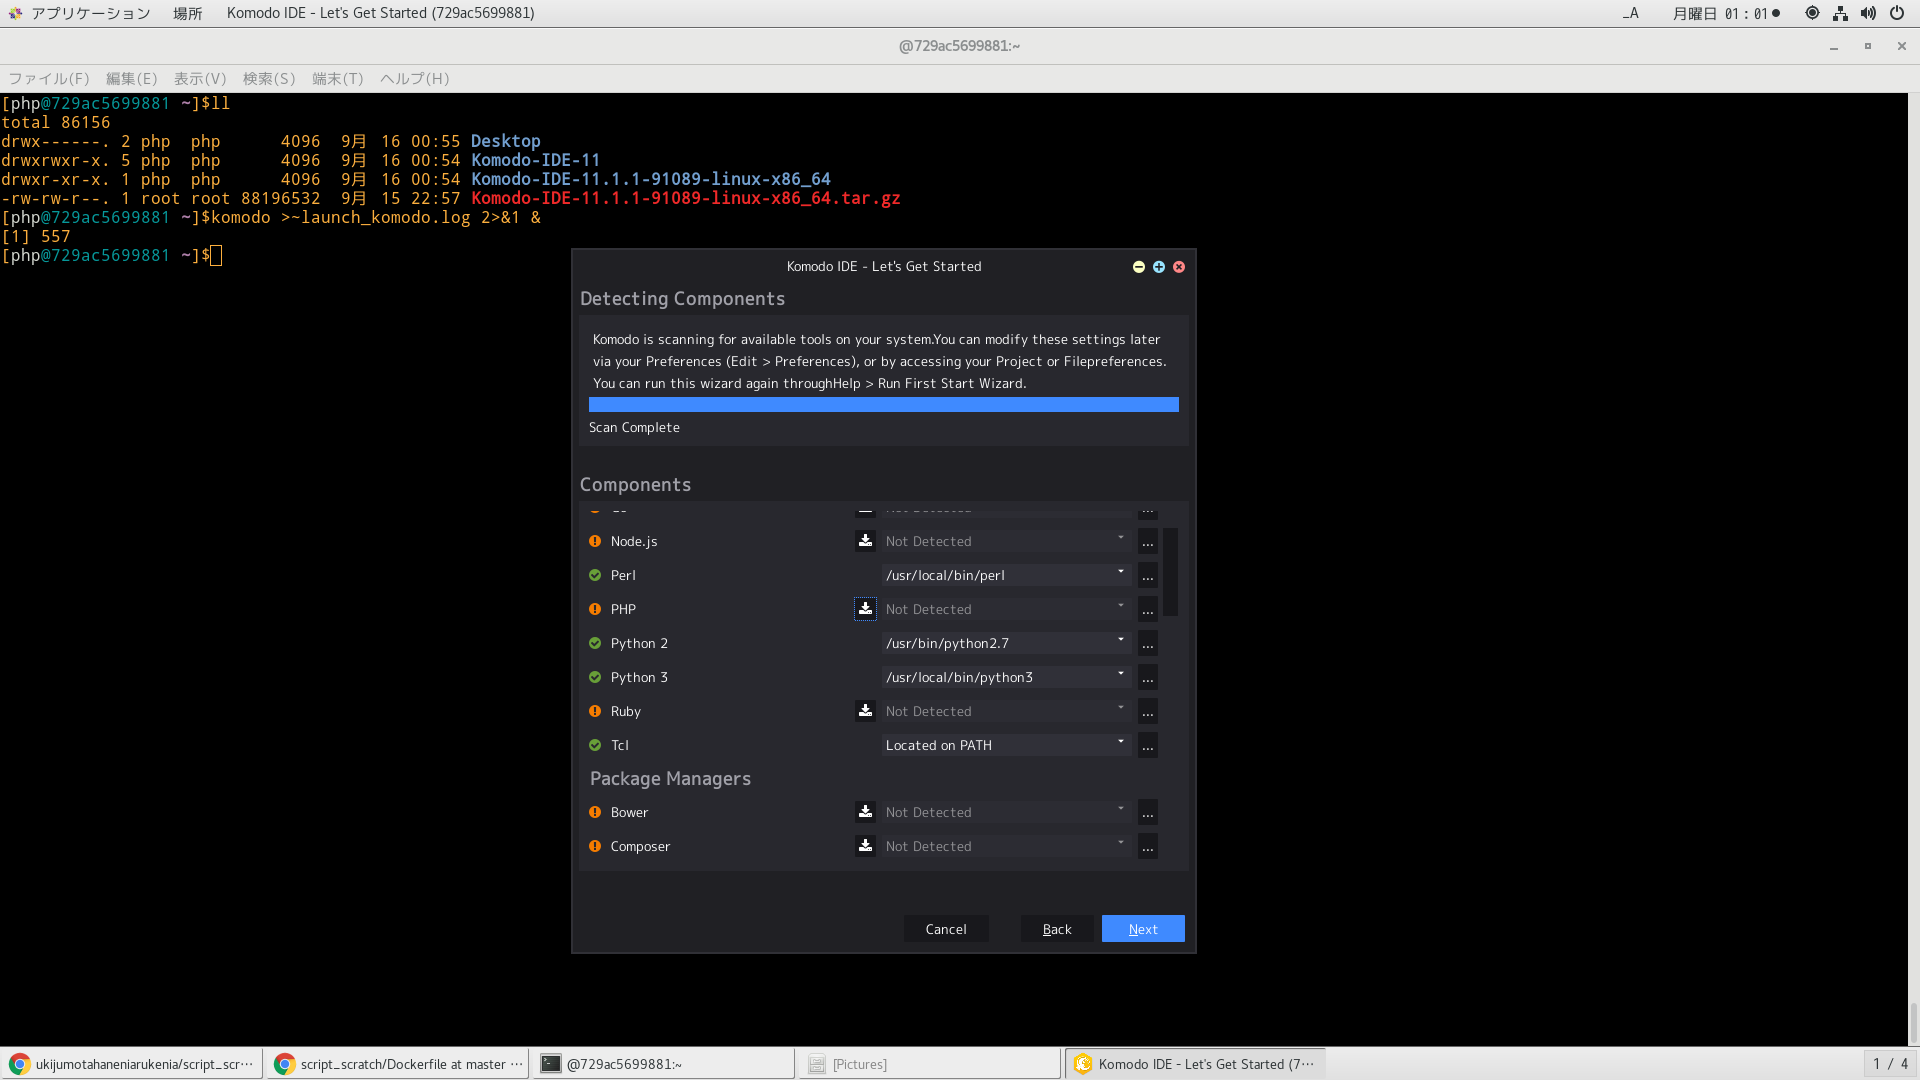 アプリケーション 場所 Komodo IDE - Let's Get Started (729ac5699881) _A 月曜日 01:01
@729ac5699881:~
ファイル(F) 編集(E) 表示(V) 検索(S) 端末(T) ヘルプ(H)
[php@729ac5699881 ~]$ll
total 86156
drwx------. 2 php  php      4096  9月 16 00:55 Desktop
drwxrwxr-x. 5 php  php      4096  9月 16 00:54 Komodo-IDE-11
drwxr-xr-x. 1 php  php      4096  9月 16 00:54 Komodo-IDE-11.1.1-91089-linux-x86_64
-rw-rw-r--. 1 root root 88196532  9月 15 22:57 Komodo-IDE-11.1.1-91089-linux-x86_64.tar.gz
[php@729ac5699881 ~]$komodo >~launch_komodo.log 2>&1 &
[1] 557
[php@729ac5699881 ~]$
Komodo IDE - Let's Get Started
Detecting Components
Komodo is scanning for available tools on your system.You can modify these settings later
via your Preferences (Edit > Preferences), or by accessing your Project or Filepreferences.
You can run this wizard again throughHelp > Run First Start Wizard.
Scan Complete
Components
Node.js Not Detected ...
Perl /usr/local/bin/perl ...
PHP Not Detected ...
Python 2 /usr/bin/python2.7 ...
Python 3 /usr/local/bin/python3 ...
Ruby Not Detected ...
Tcl Located on PATH ...
Package Managers
Bower Not Detected ...
Composer Not Detected ...
Cancel Back Next
ukijumotahaneniarukenia/script_scr… script_scratch/Dockerfile at master … @729ac5699881:~ [Pictures] Komodo IDE - Let's Get Started (7… 1 / 4